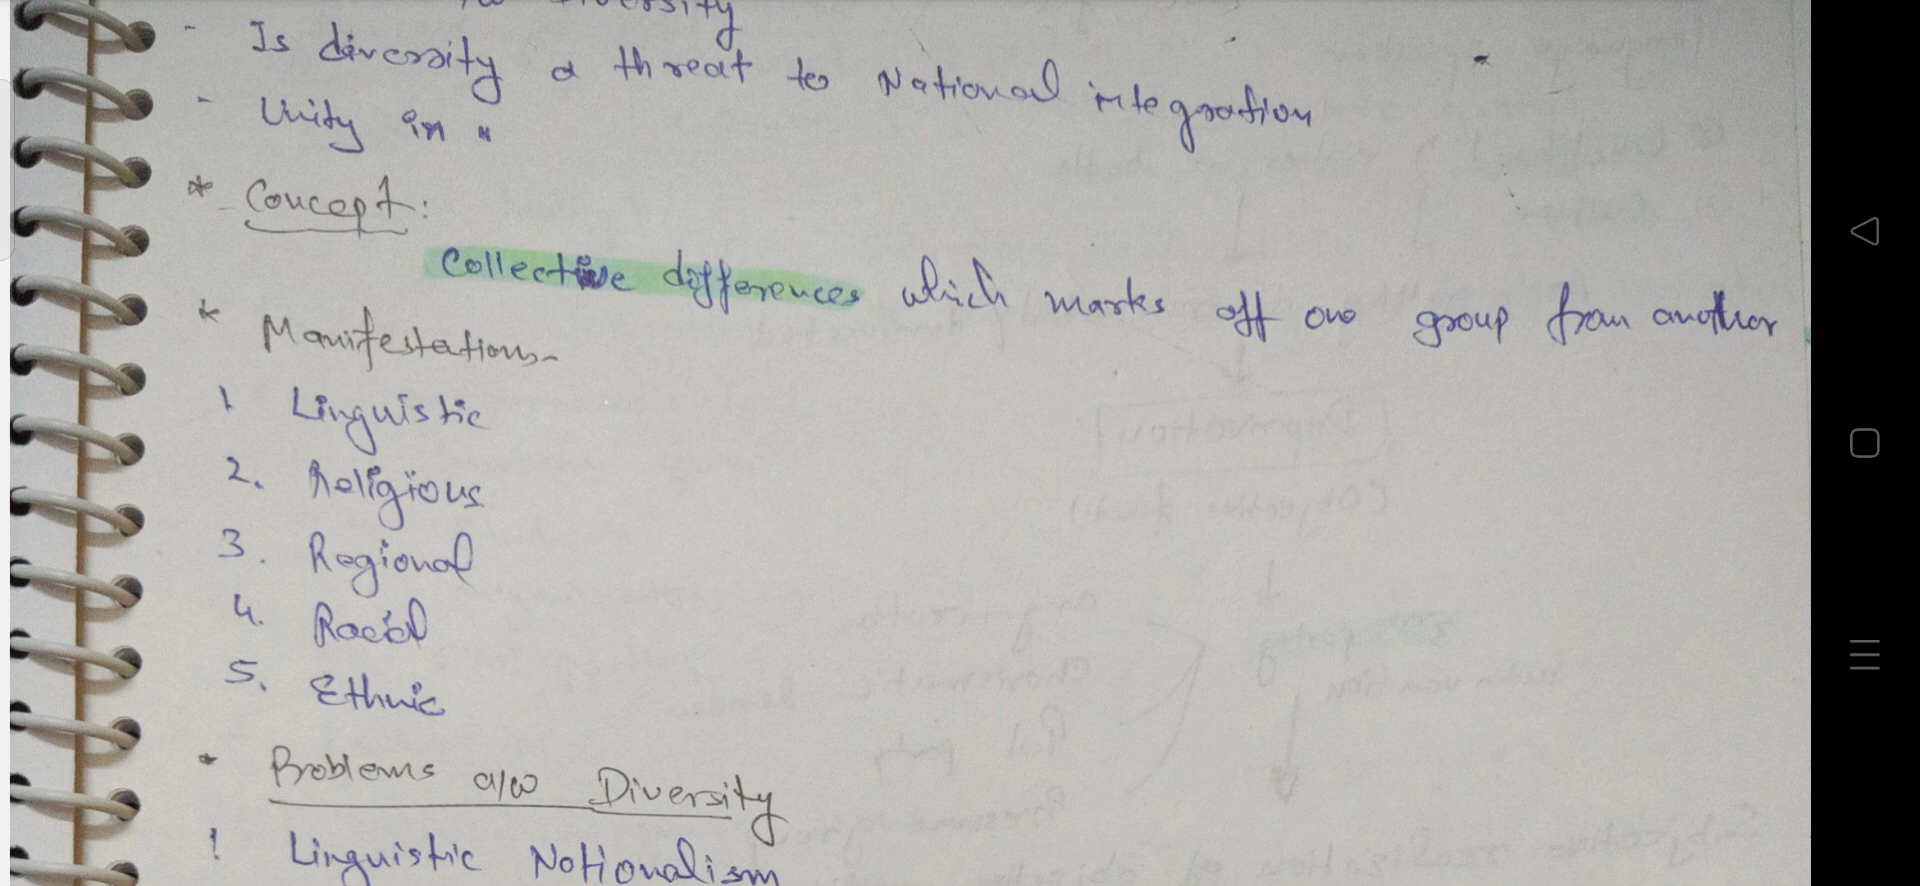 Diversity
- Is diversity a threat to National integration
- Unity in "
* Concept:
Collective differences which marks off one group from another
* Manifestations-
1 Linguistic
2. Religious
3. Regional
4. Racial
5. Ethnic
* Problems a/w Diversity
1 Linguistic Nationalism